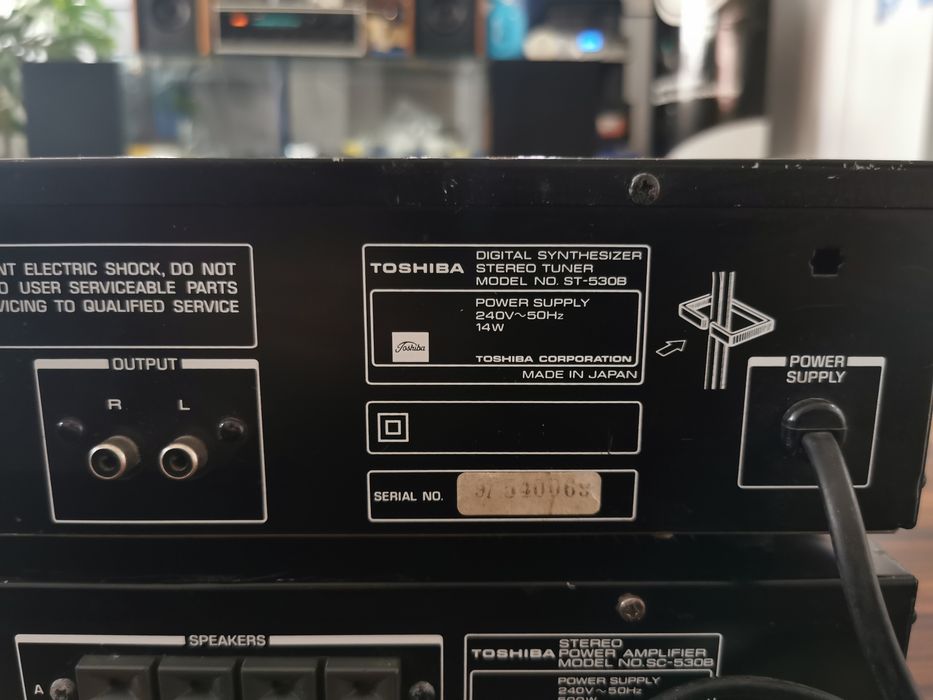 NT ELECTRIC SHOCK, DO NOT
O USER SERVICEABLE PARTS
VICING TO QUALIFIED SERVICE
OUTPUT
R L
TOSHIBA
DIGITAL SYNTHESIZER
STEREO TUNER
MODEL NO. ST-530B
POWER SUPPLY
240V~50Hz
14W
Toshiba
TOSHIBA CORPORATION
MADE IN JAPAN
SERIAL NO.
POWER
SUPPLY
SPEAKERS
A
TOSHIBA
STEREO
POWER AMPLIFIER
MODEL NO. SC-530B
POWER SUPPLY
240V~50Hz